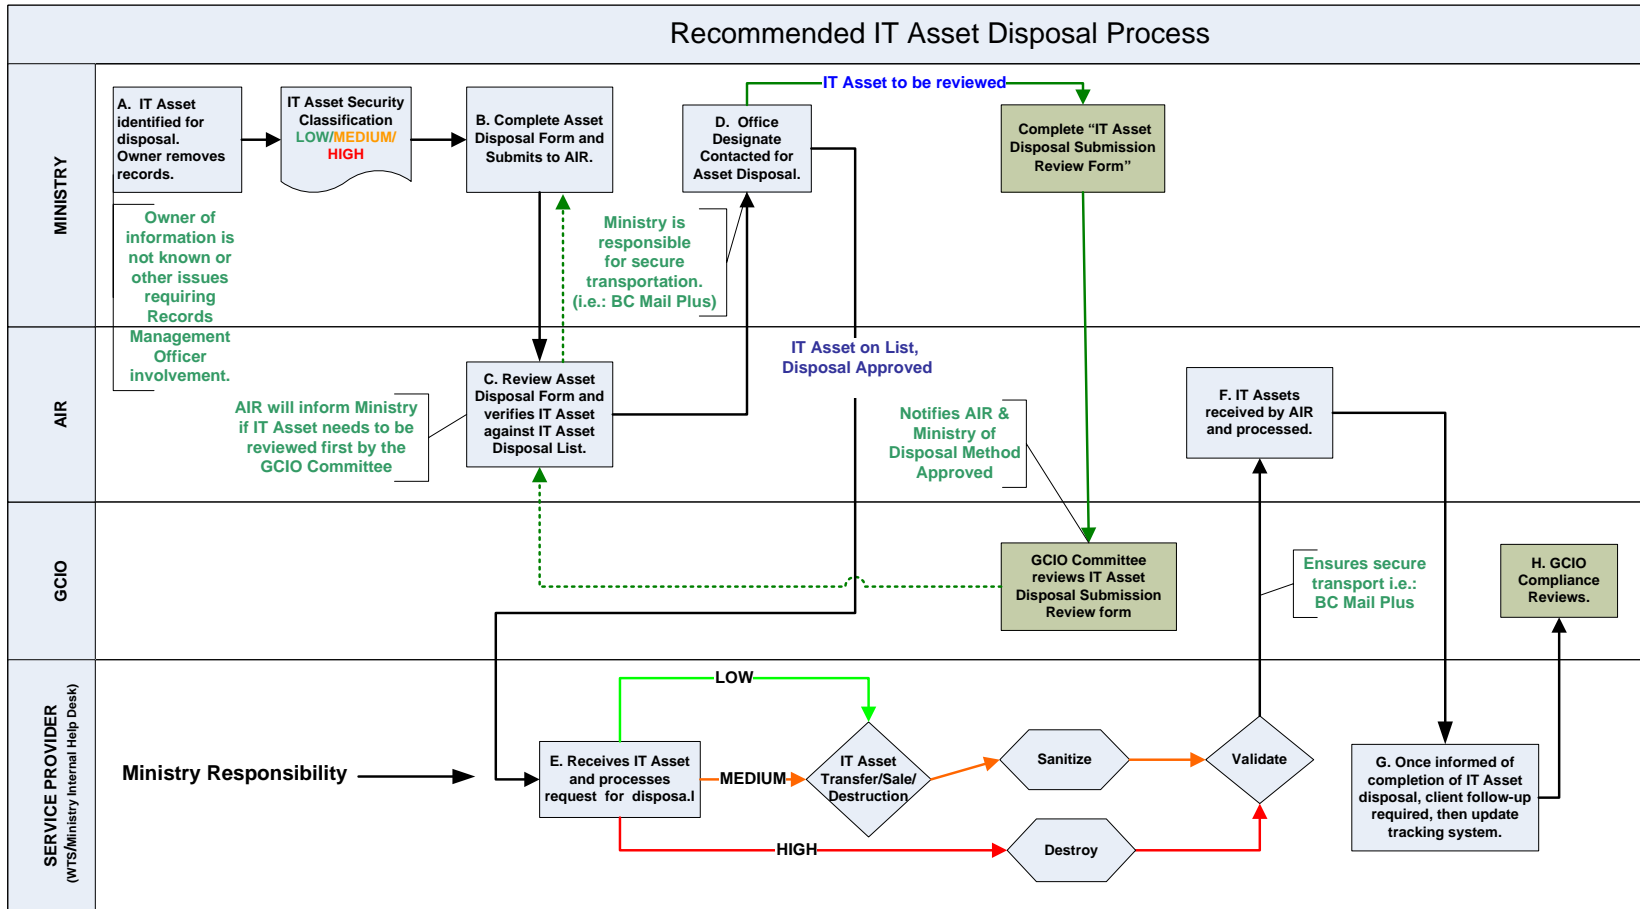 Recommended IT Asset Disposal Process
MINISTRY
A. IT Asset
identified for
disposal.
Owner removes
records.
IT Asset Security
Classification
LOW/MEDIUM/
HIGH
B. Complete Asset
Disposal Form and
Submits to AIR.
D. Office
Designate
Contacted for
Asset Disposal.
IT Asset to be reviewed
Complete “IT Asset
Disposal Submission
Review Form”
Owner of
information is
not known or
other issues
requiring
Records
Management
Officer
involvement.
Ministry is
responsible
for secure
transportation.
(i.e.: BC Mail Plus)
AIR
IT Asset on List,
Disposal Approved
AIR will inform Ministry
if IT Asset needs to be
reviewed first by the
GCIO Committee
C. Review Asset
Disposal Form and
verifies IT Asset
against IT Asset
Disposal List.
Notifies AIR &
Ministry of
Disposal Method
Approved
F. IT Assets
received by AIR
and processed.
GCIO
GCIO Committee
reviews IT Asset
Disposal Submission
Review form
Ensures secure
transport i.e.:
BC Mail Plus
H. GCIO
Compliance
Reviews.
SERVICE PROVIDER
(WTS/Ministry Internal Help Desk)
Ministry Responsibility
E. Receives IT Asset
and processes
request for disposa.l
LOW
MEDIUM
HIGH
IT Asset
Transfer/Sale/
Destruction
Sanitize
Destroy
Validate
G. Once informed of
completion of IT Asset
disposal, client follow-up
required, then update
tracking system.